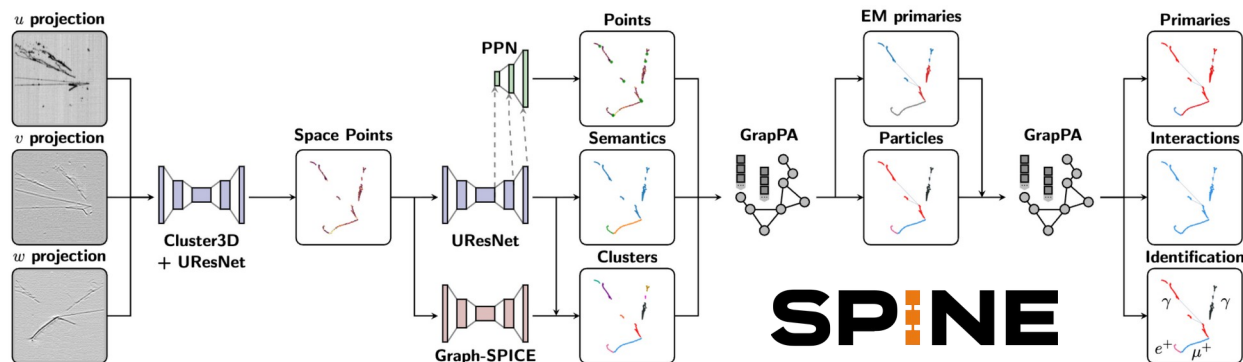 u projection
v projection
w projection
Cluster3D
+ UResNet
Space Points
PPN
UResNet
Graph-SPICE
Points
Semantics
Clusters
GrapPA
EM primaries
Particles
GrapPA
Primaries
Interactions
Identification
γ
γ
e⁺
μ⁺
SPINE